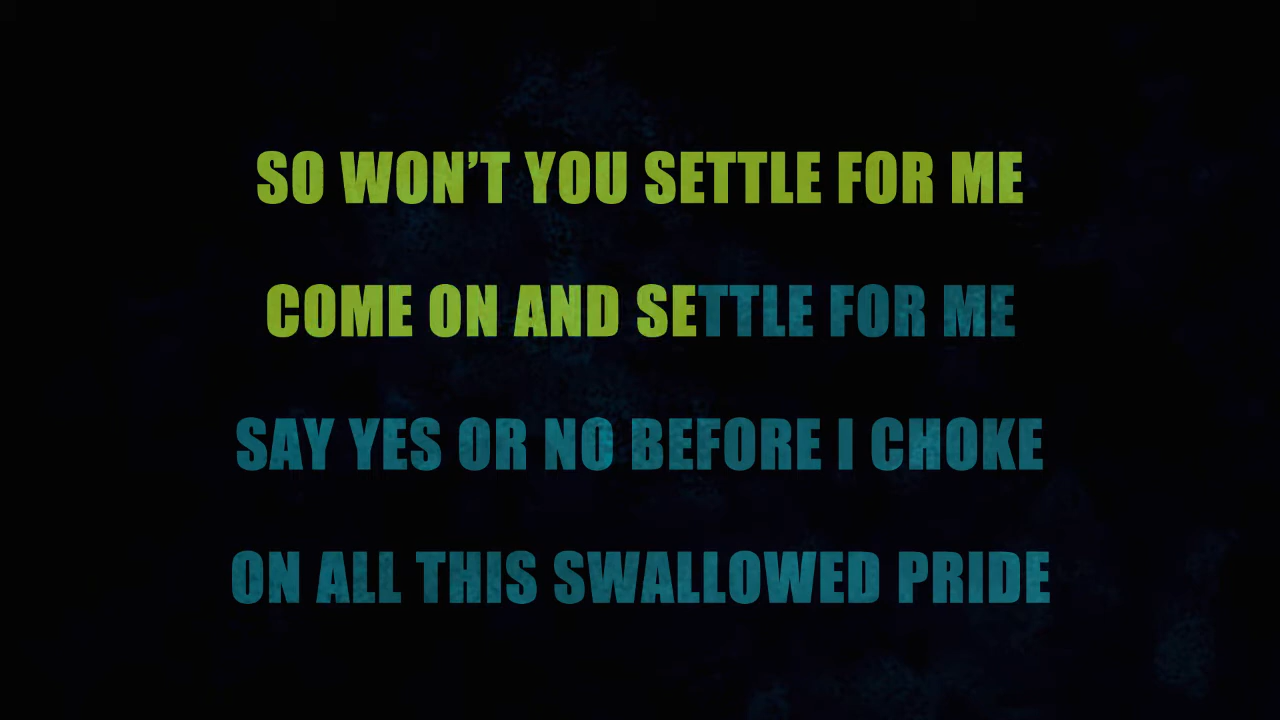 SO WON’T YOU SETTLE FOR ME
COME ON AND SETTLE FOR ME
SAY YES OR NO BEFORE I CHOKE
ON ALL THIS SWALLOWED PRIDE